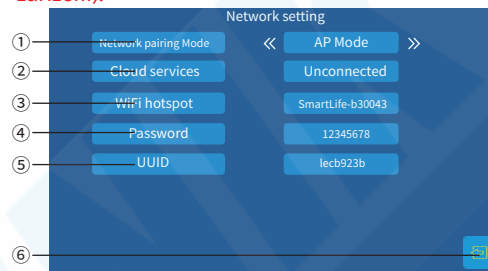 Network setting
① Network pairing Mode « AP Mode »
② Cloud services Unconnected
③ WiFi hotspot SmartLife-b30043
④ Password 12345678
⑤ UUID lecb923b
⑥